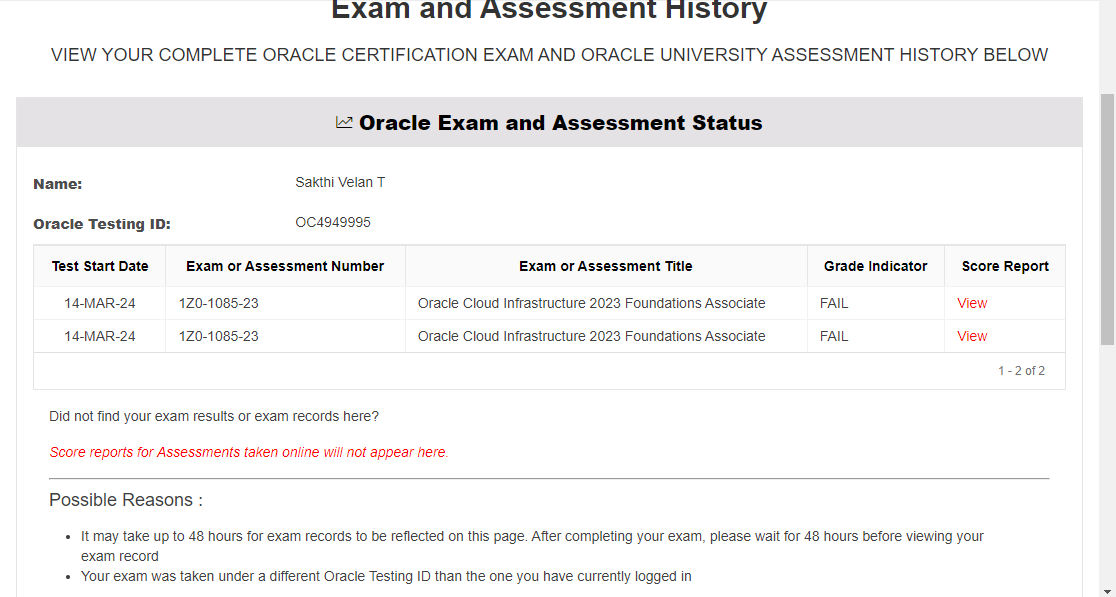 Exam and Assessment History
VIEW YOUR COMPLETE ORACLE CERTIFICATION EXAM AND ORACLE UNIVERSITY ASSESSMENT HISTORY BELOW
Oracle Exam and Assessment Status
Name: Sakthi Velan T
Oracle Testing ID: OC4949995
Test Start Date Exam or Assessment Number Exam or Assessment Title Grade Indicator Score Report
14-MAR-24 1Z0-1085-23 Oracle Cloud Infrastructure 2023 Foundations Associate FAIL View
14-MAR-24 1Z0-1085-23 Oracle Cloud Infrastructure 2023 Foundations Associate FAIL View
1 - 2 of 2
Did not find your exam results or exam records here?
Score reports for Assessments taken online will not appear here.
Possible Reasons :
• It may take up to 48 hours for exam records to be reflected on this page. After completing your exam, please wait for 48 hours before viewing your
exam record
• Your exam was taken under a different Oracle Testing ID than the one you have currently logged in